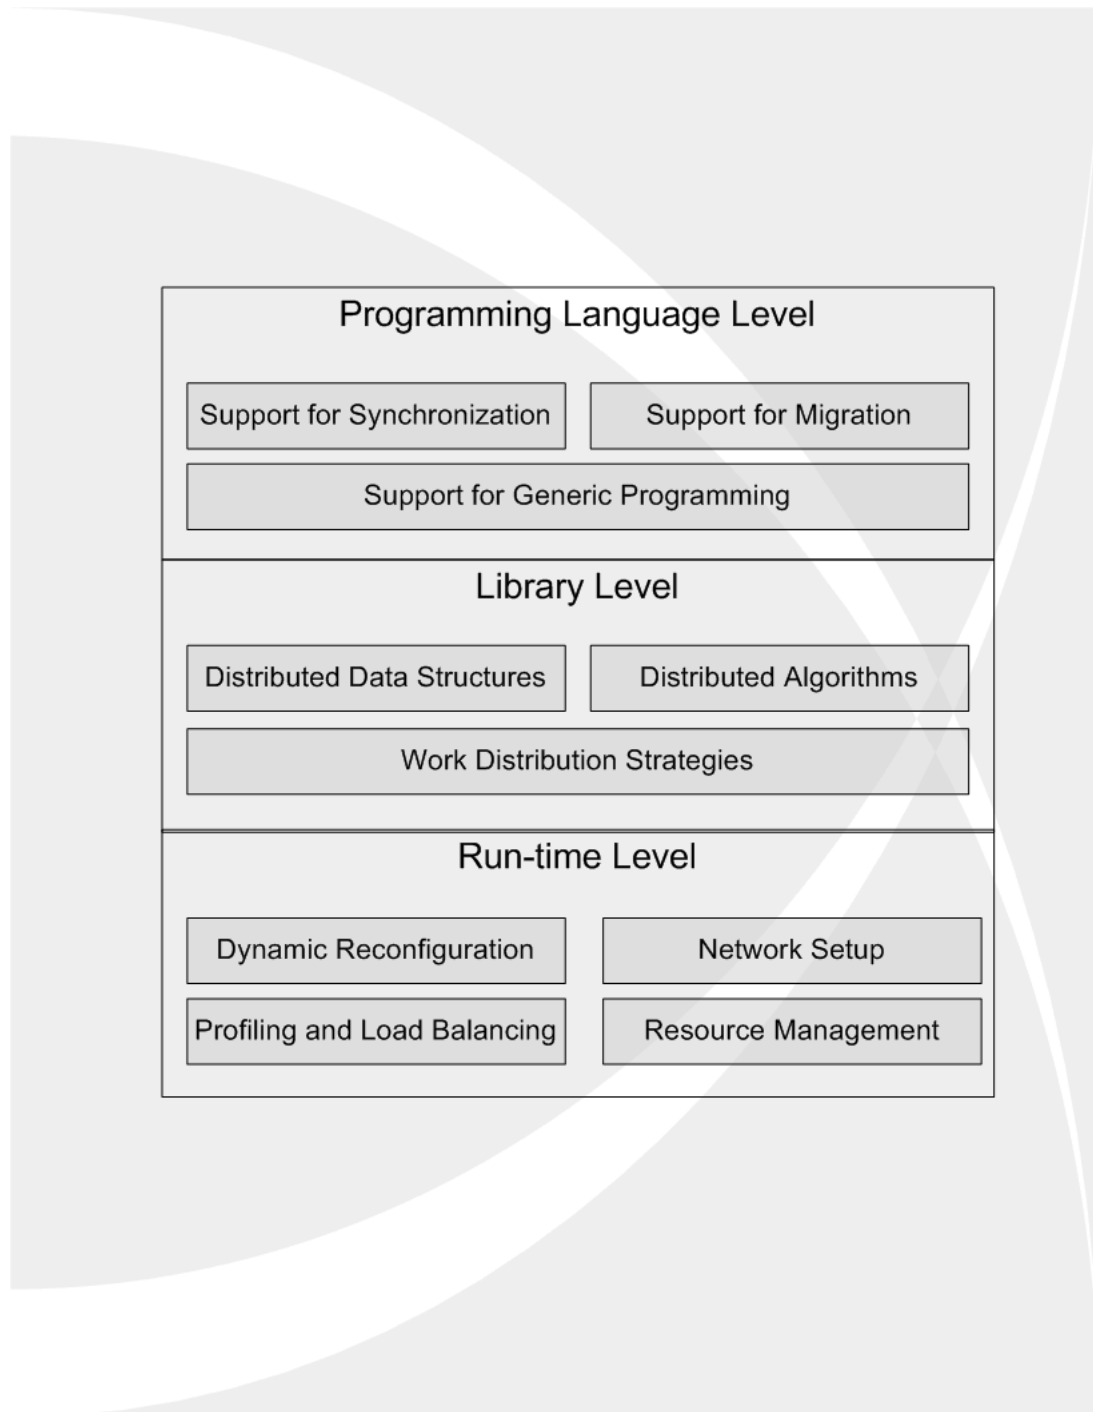 Programming Language Level
Support for Synchronization
Support for Migration
Support for Generic Programming
Library Level
Distributed Data Structures
Distributed Algorithms
Work Distribution Strategies
Run-time Level
Dynamic Reconfiguration
Network Setup
Profiling and Load Balancing
Resource Management